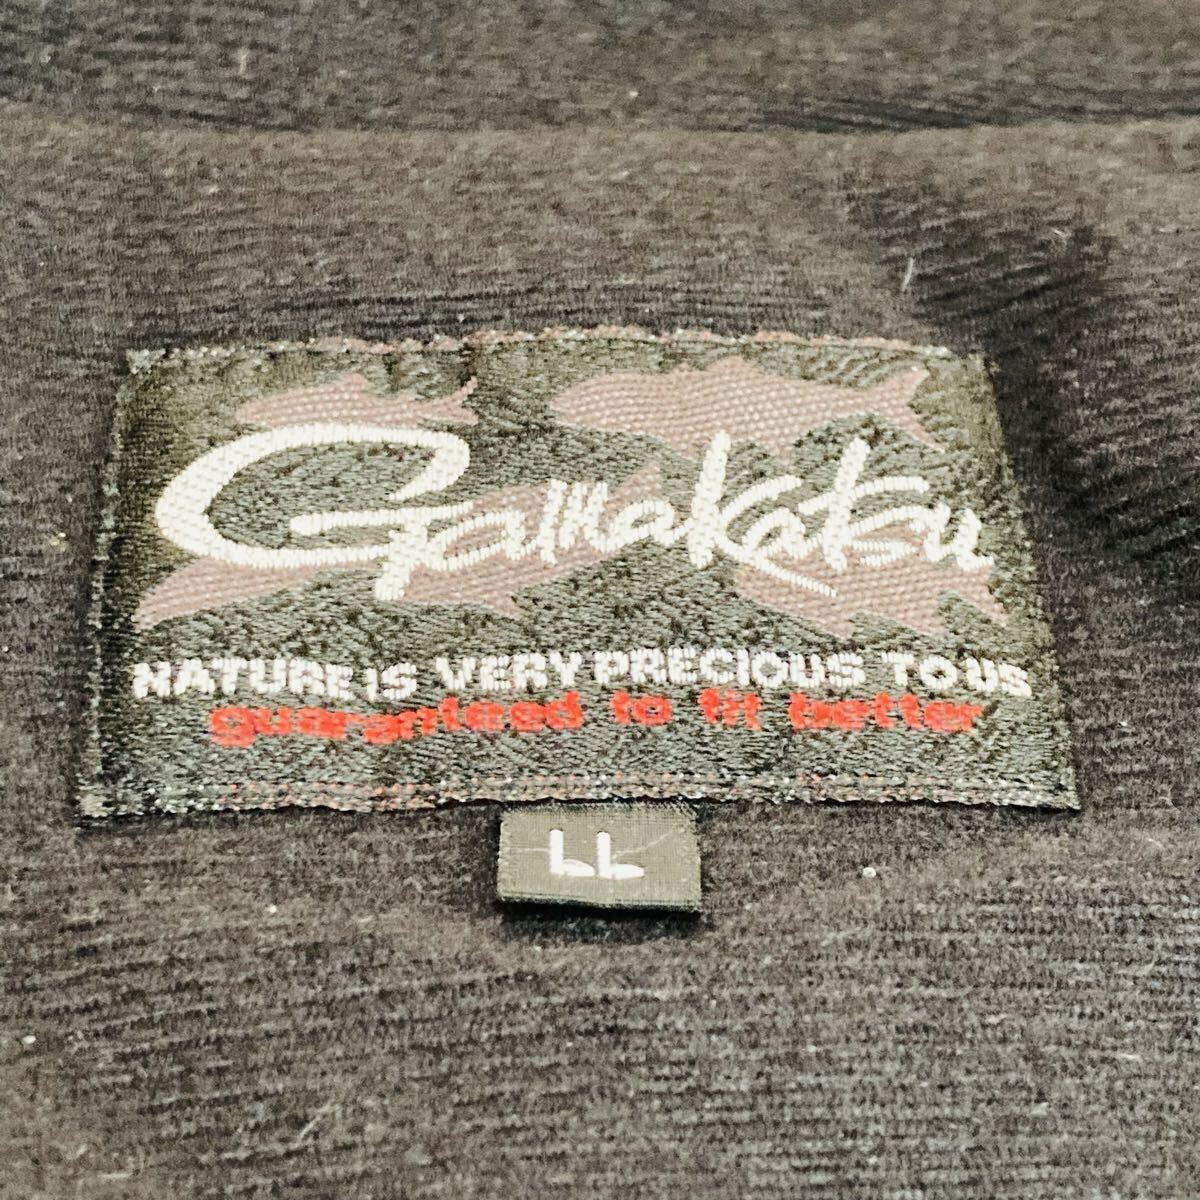 Gamakatsu
NATURE IS VERY PRECIOUS TO US
guaranteed to fit better
LL